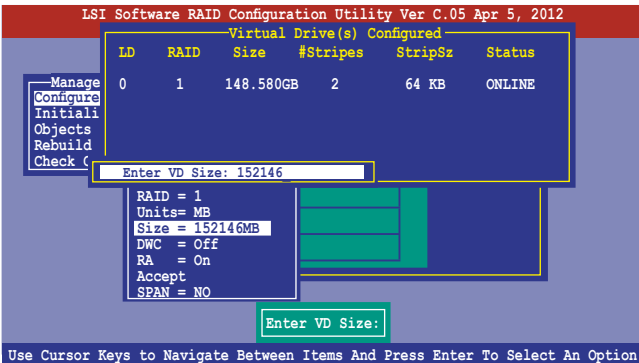 LSI Software RAID Configuration Utility Ver C.05 Apr 5, 2012
Virtual Drive(s) Configured
LD RAID Size #Stripes StripSz Status
0 1 148.580GB 2 64 KB ONLINE
Manage
Configure
Initiali
Objects
Rebuild
Check
Enter VD Size: 152146_
RAID = 1
Units= MB
Size = 152146MB
DWC = Off
RA = On
Accept
SPAN = NO
Enter VD Size:
Use Cursor Keys to Navigate Between Items And Press Enter To Select An Option